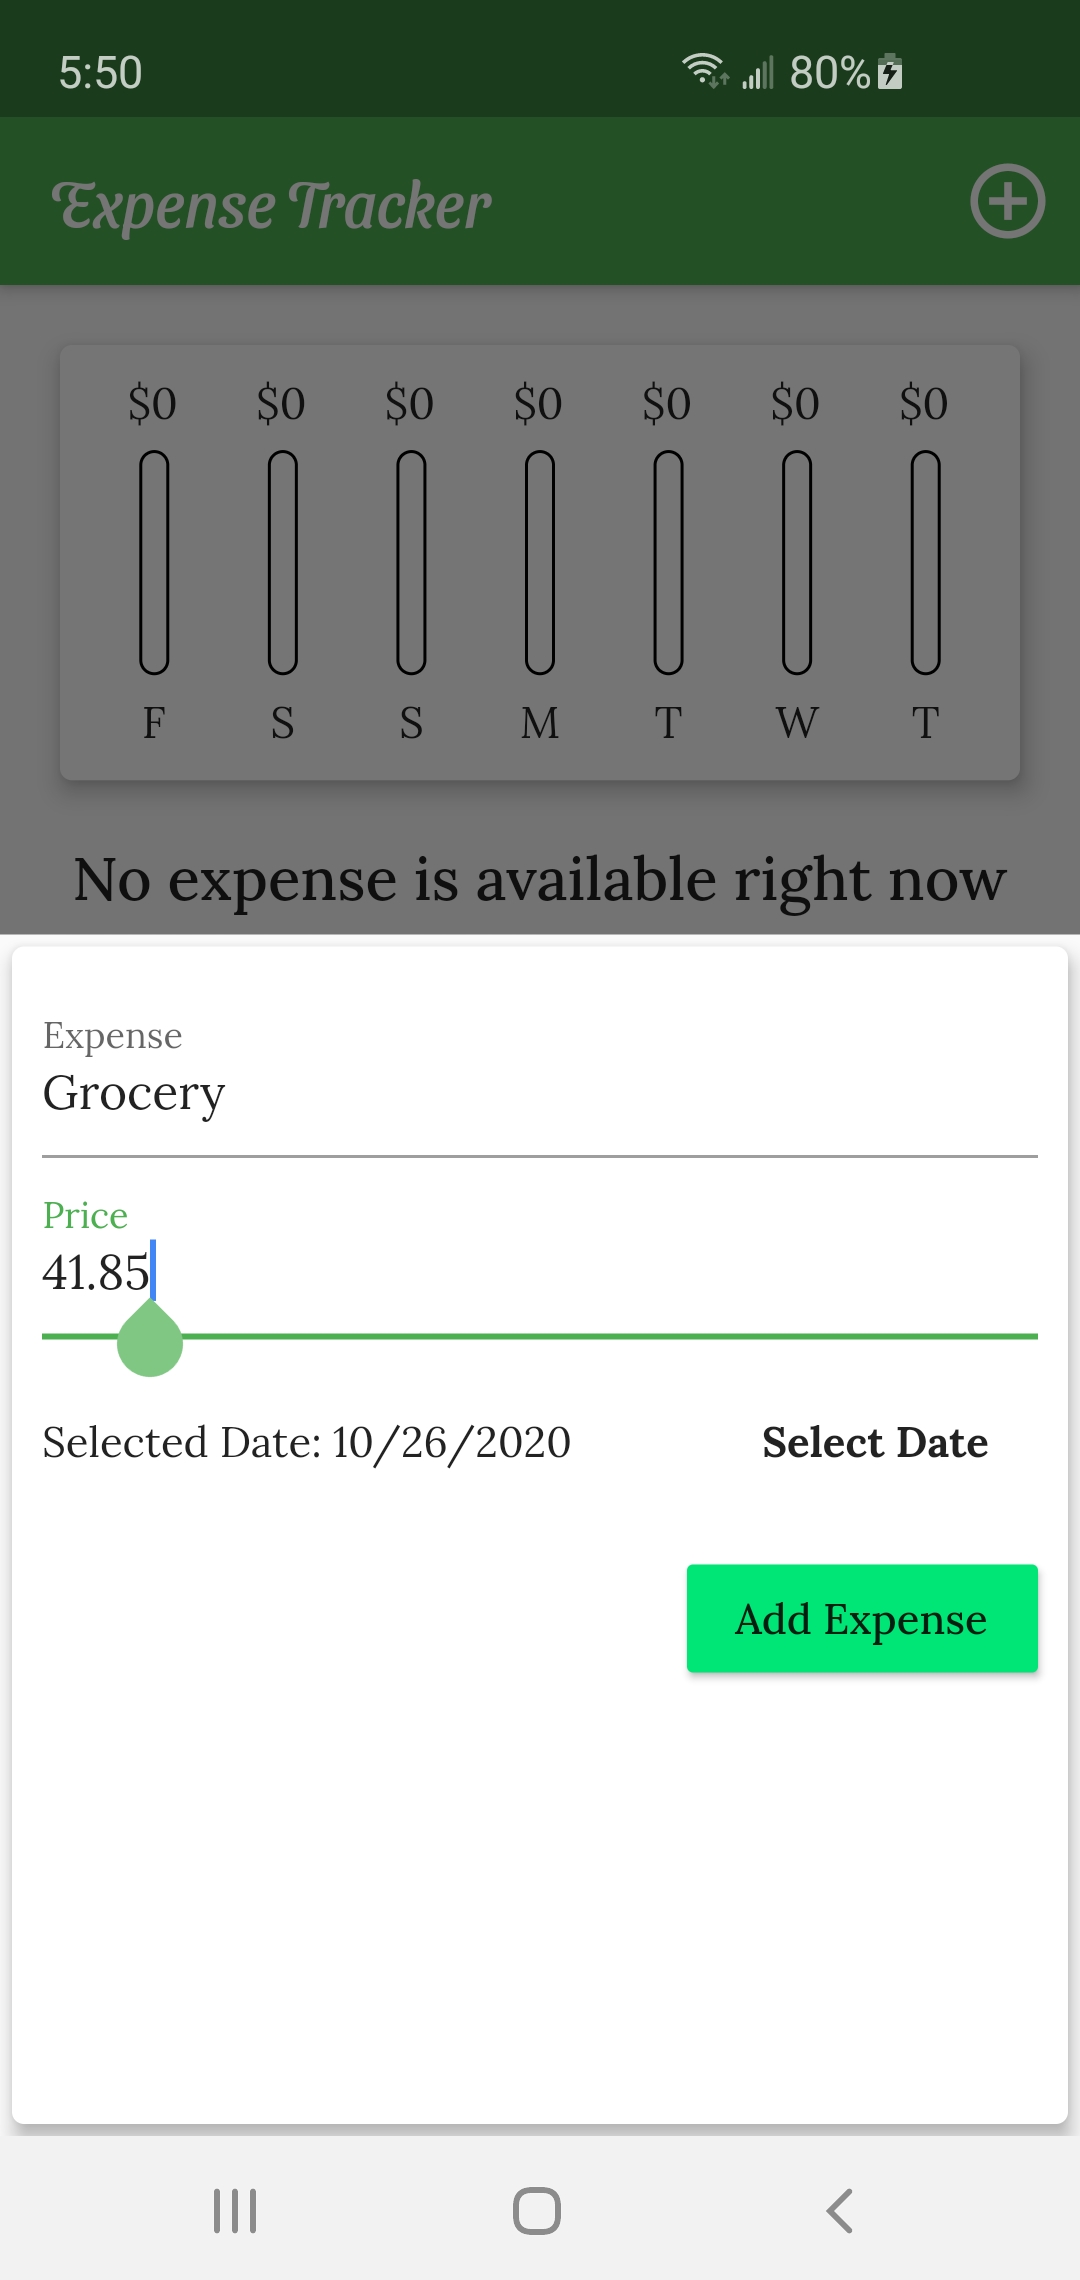 5:50 80%
Expense Tracker
$0 $0 $0 $0 $0 $0 $0
F S S M T W T
No expense is available right now
Expense
Grocery
Price
41.85
Selected Date: 10/26/2020 Select Date
Add Expense